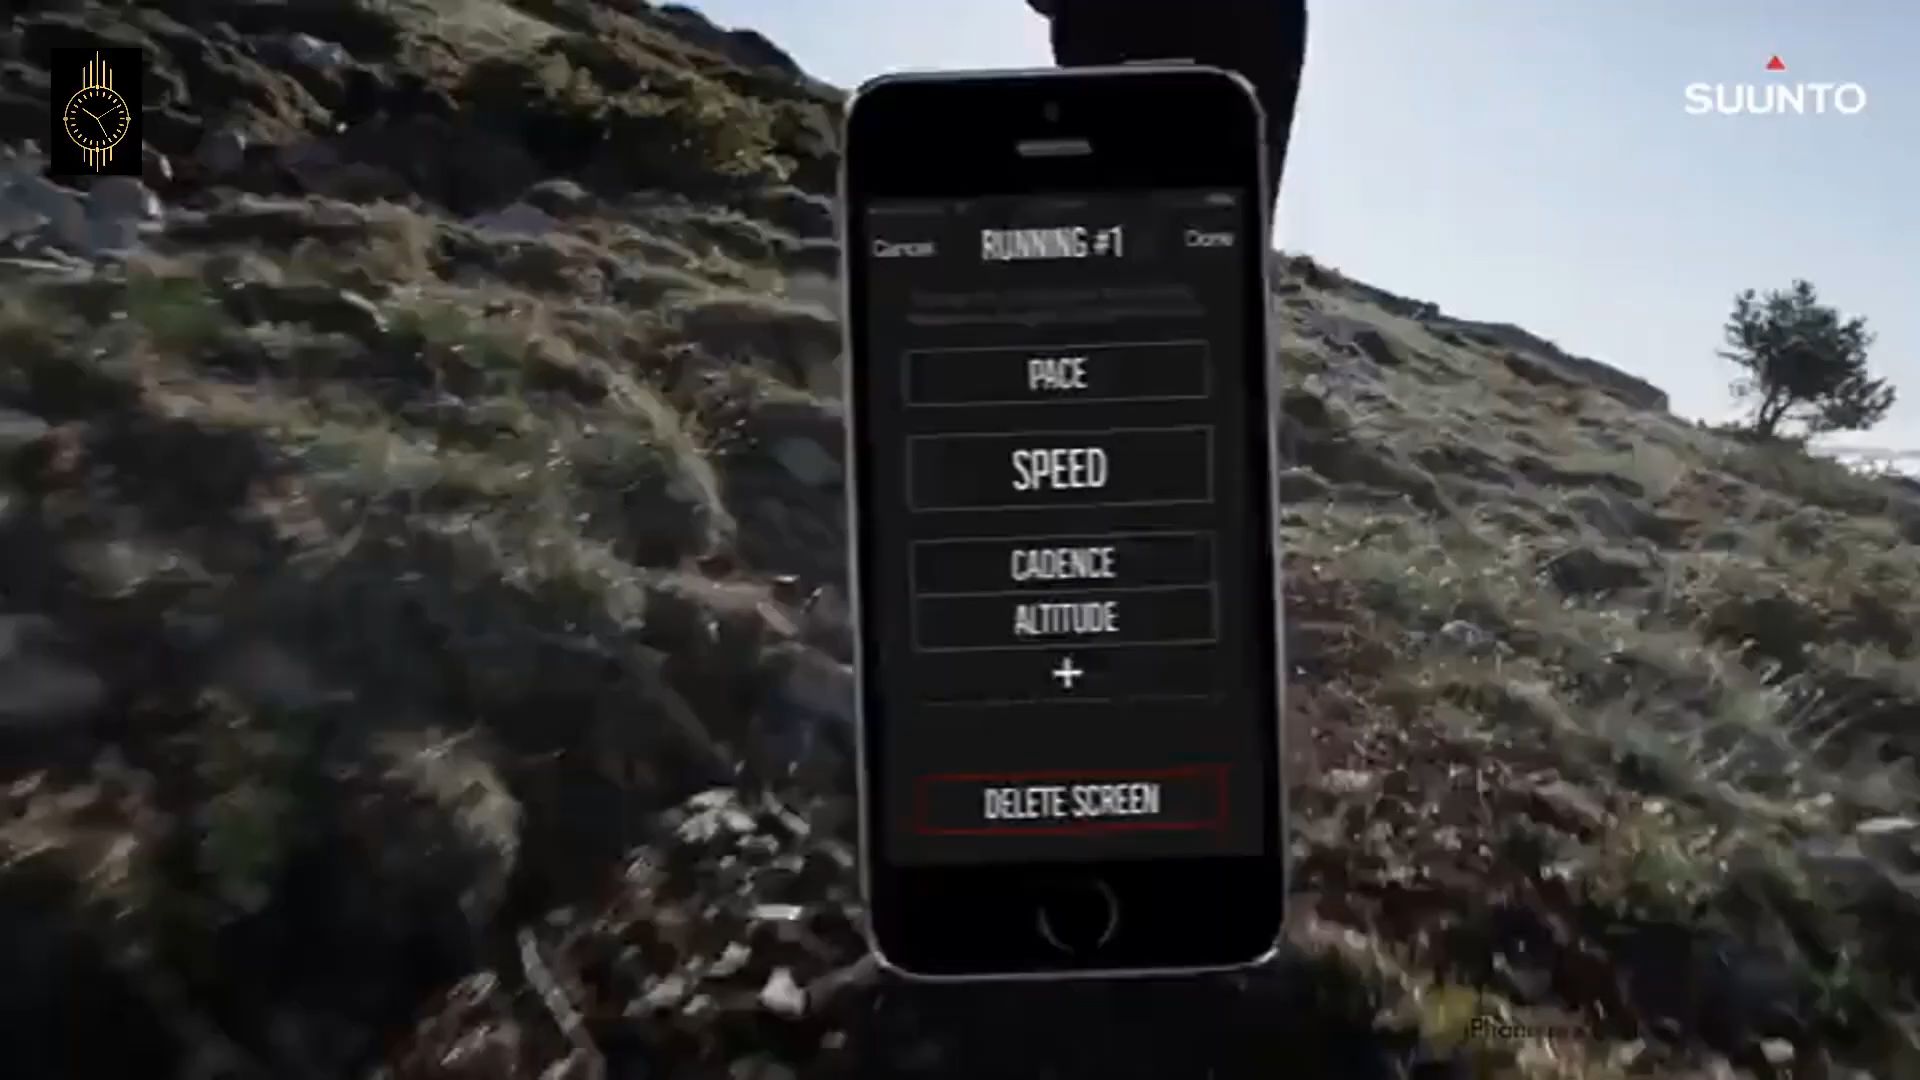 SUUNTO
Cancel
RUNNING #1
Done
PACE
SPEED
CADENCE
ALTITUDE
+
DELETE SCREEN